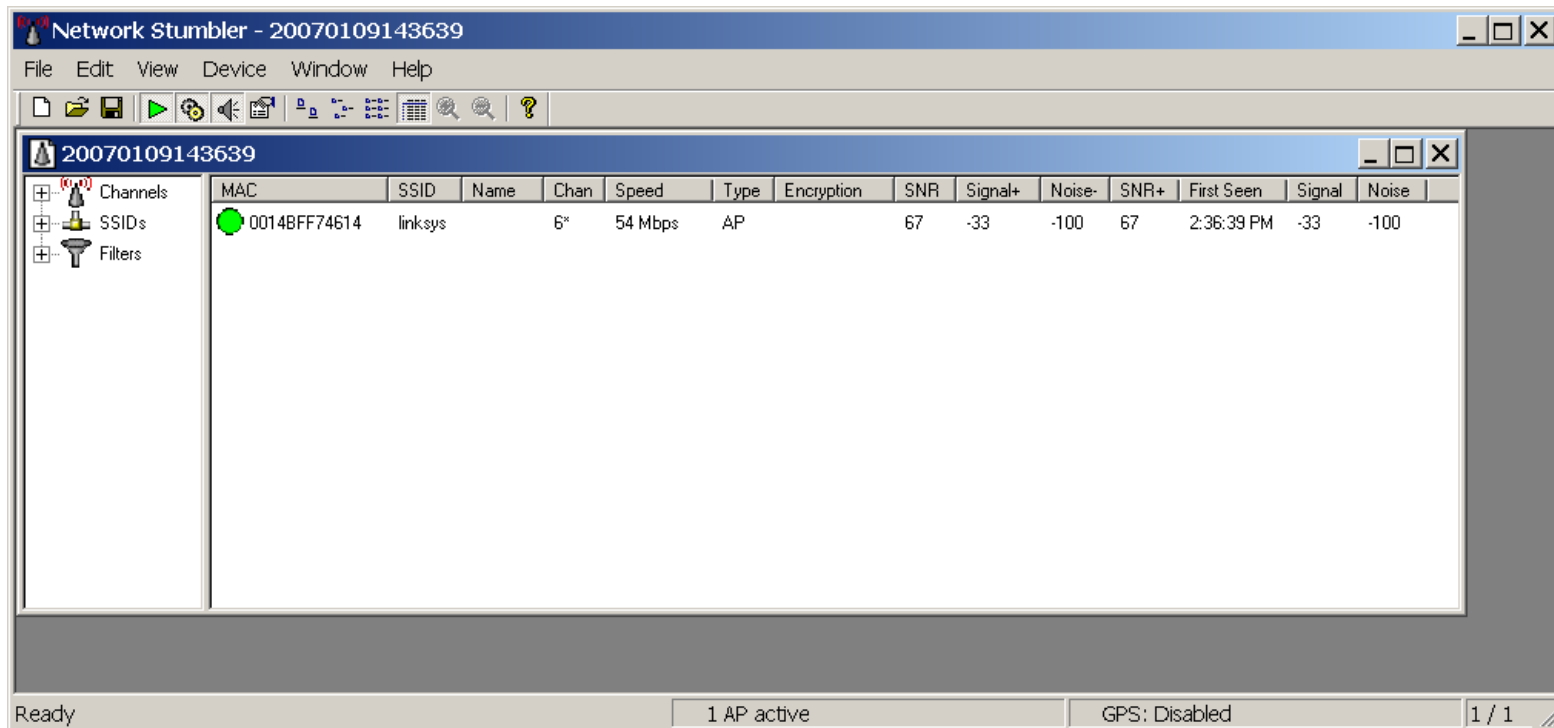 Network Stumbler - 20070109143639
File Edit View Device Window Help
20070109143639
Channels
SSIDs
Filters
MAC SSID Name Chan Speed Type Encryption SNR Signal+ Noise- SNR+ First Seen Signal Noise
0014BFF74614 linksys 6* 54 Mbps AP 67 -33 -100 67 2:36:39 PM -33 -100
Ready 1 AP active GPS: Disabled 1 / 1